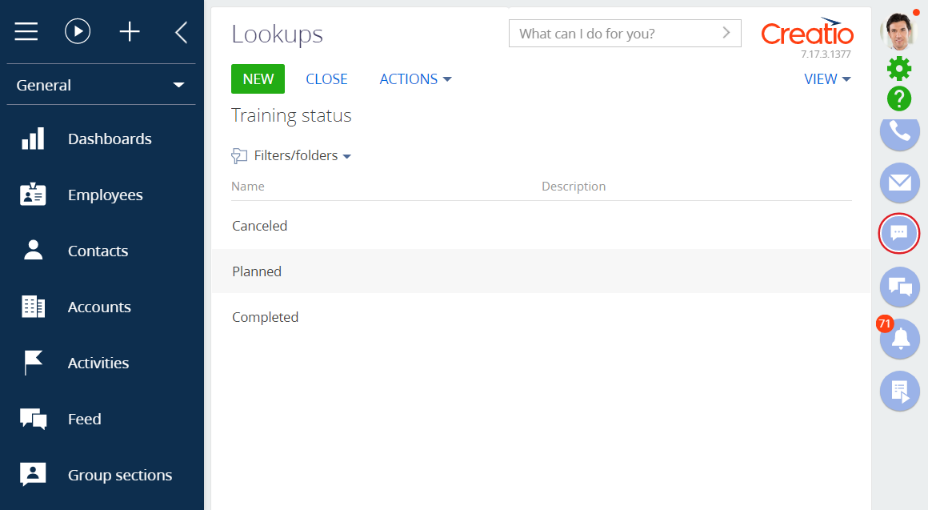 Lookups
What can I do for you?
Creatio
7.17.3.1377
NEW
CLOSE
ACTIONS
VIEW
General
Training status
Dashboards
Filters/folders
Name
Description
Employees
Canceled
Contacts
Planned
Accounts
Completed
71
Activities
Feed
Group sections
?